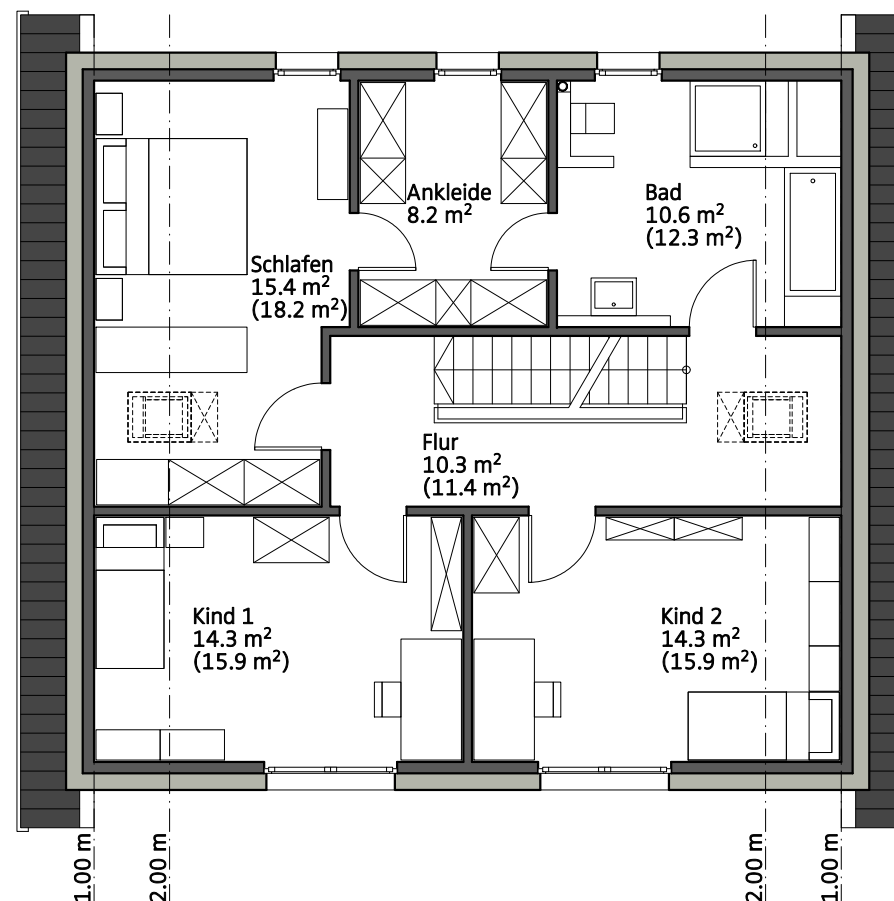 Ankleide
8.2 m²
Bad
10.6 m²
(12.3 m²)
Schlafen
15.4 m²
(18.2 m²)
Flur
10.3 m²
(11.4 m²)
Kind 1
14.3 m²
(15.9 m²)
Kind 2
14.3 m²
(15.9 m²)
1.00 m
2.00 m
2.00 m
1.00 m